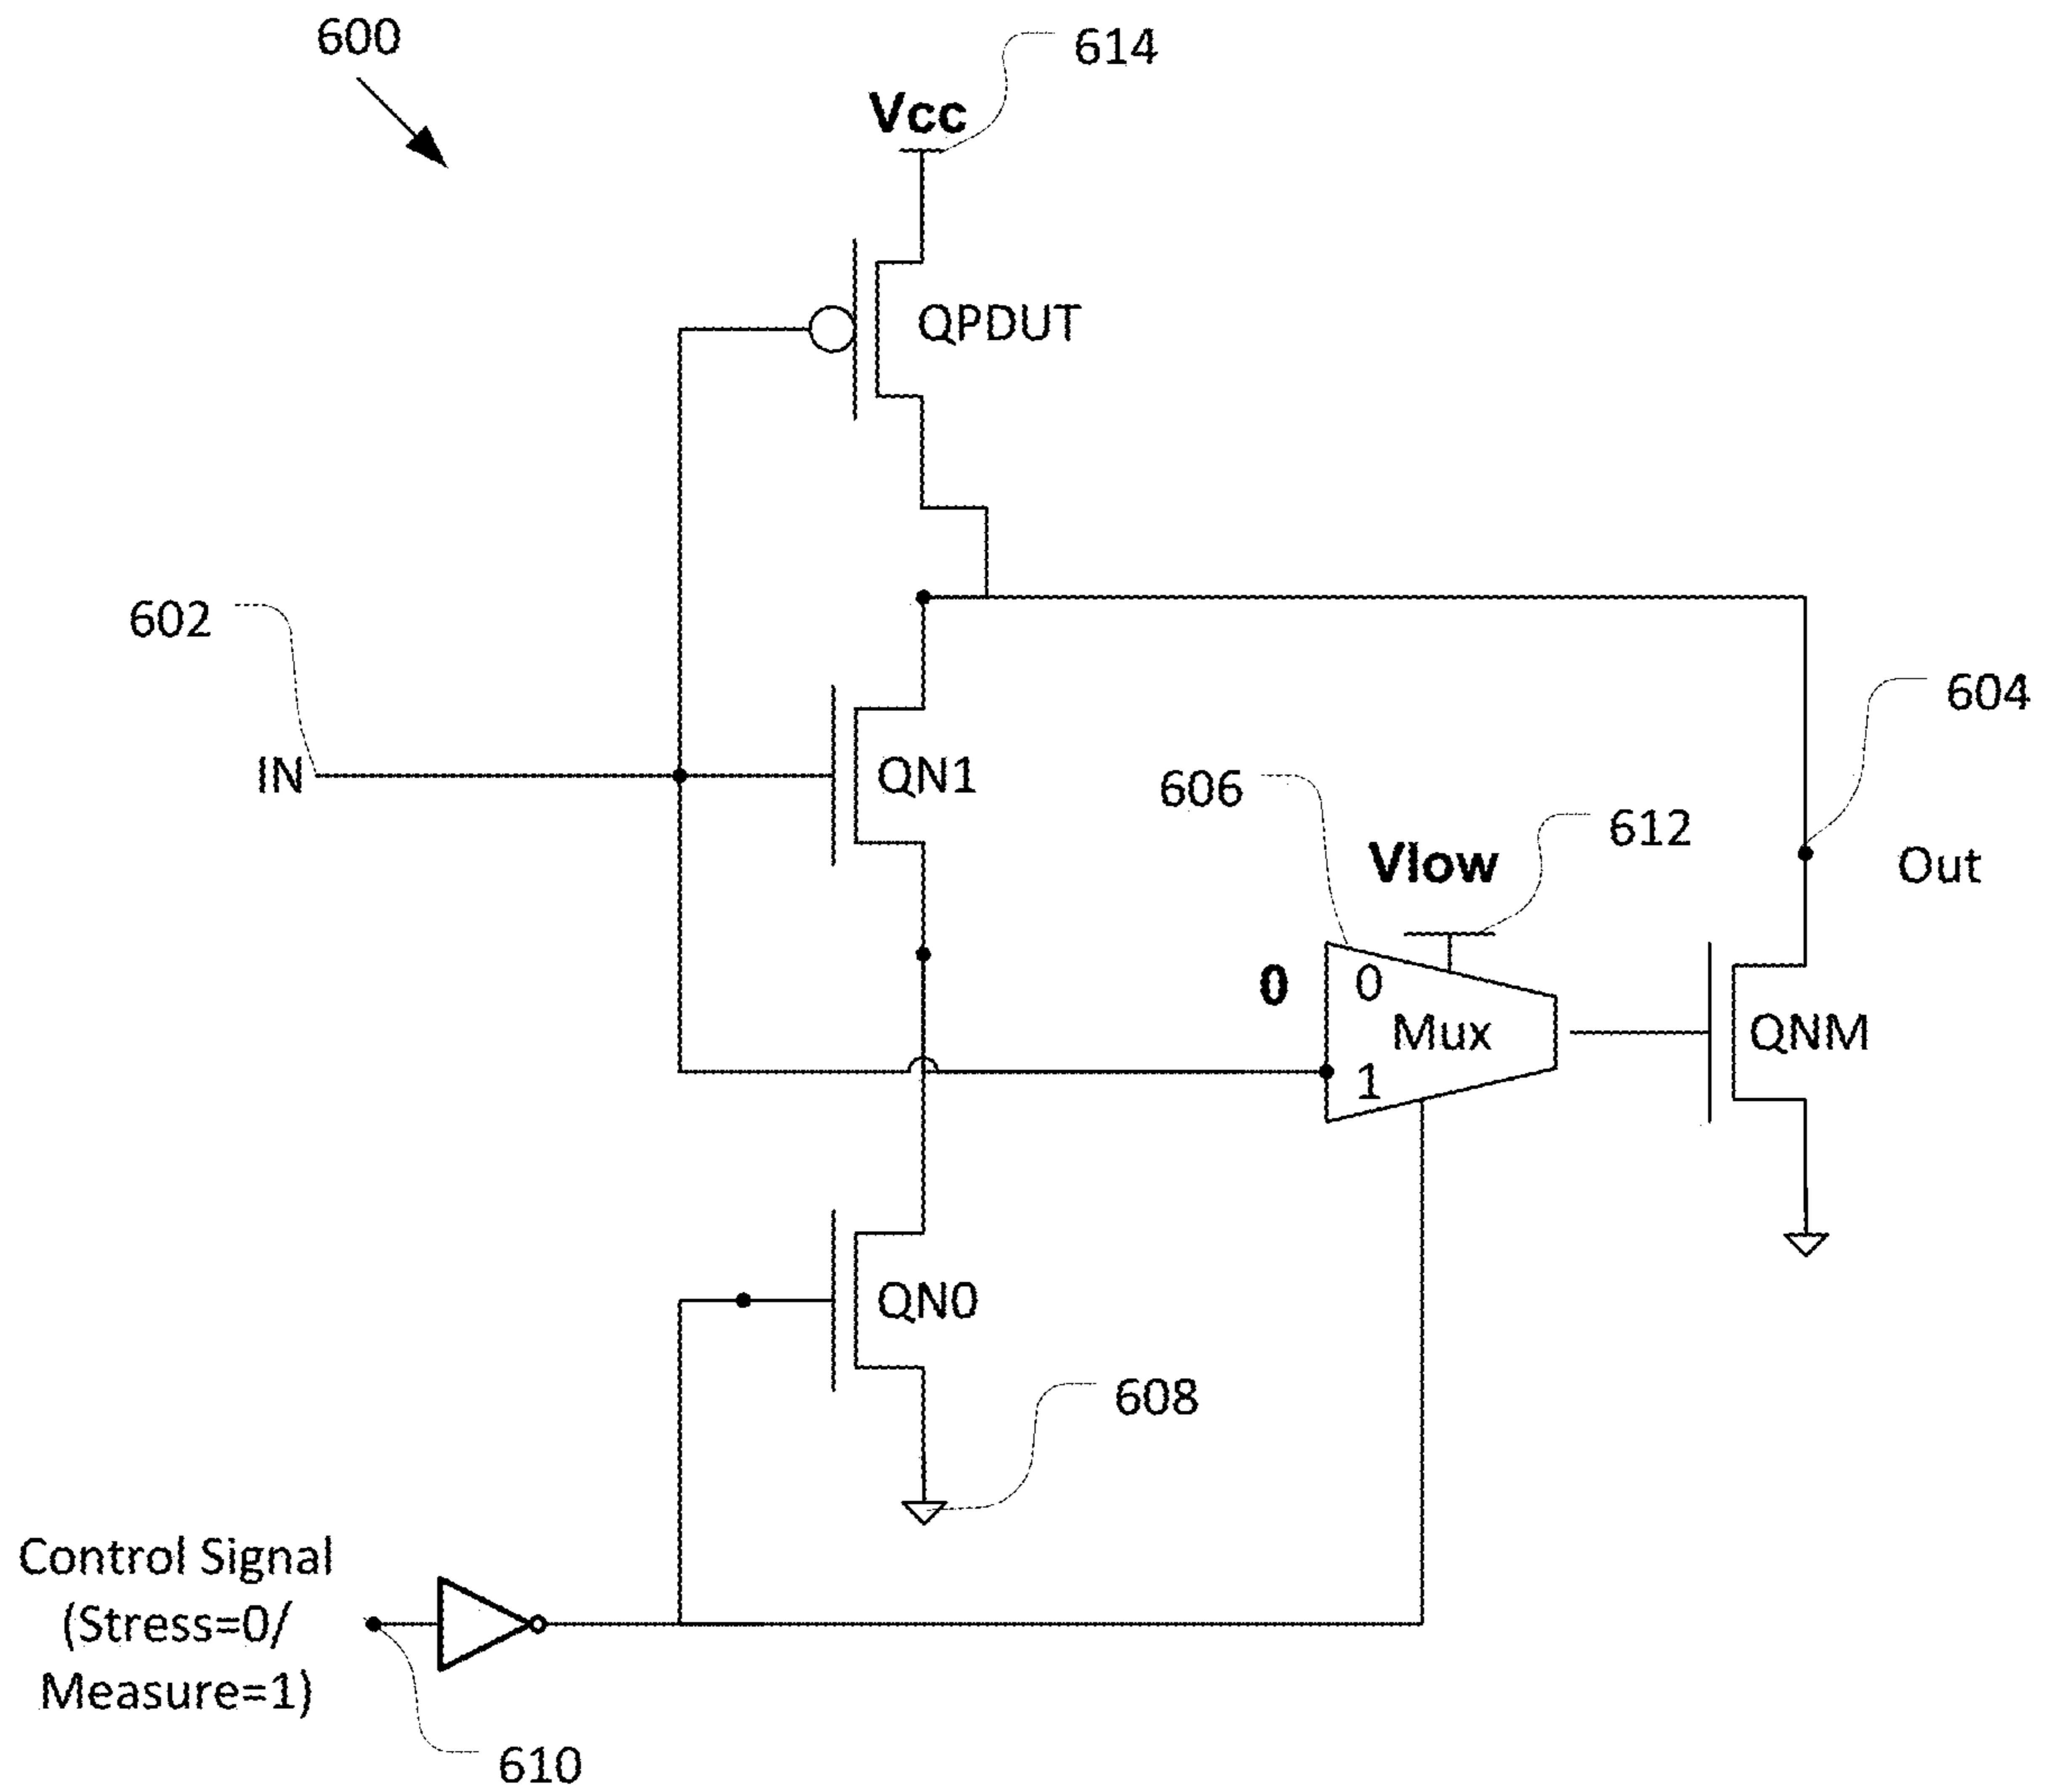 600
614
Vcc
QPDUT
602
604
IN
QN1
606
612
Vlow
Out
0
0
Mux
QNM
1
QN0
608
Control Signal
(Stress=0/
Measure=1)
610